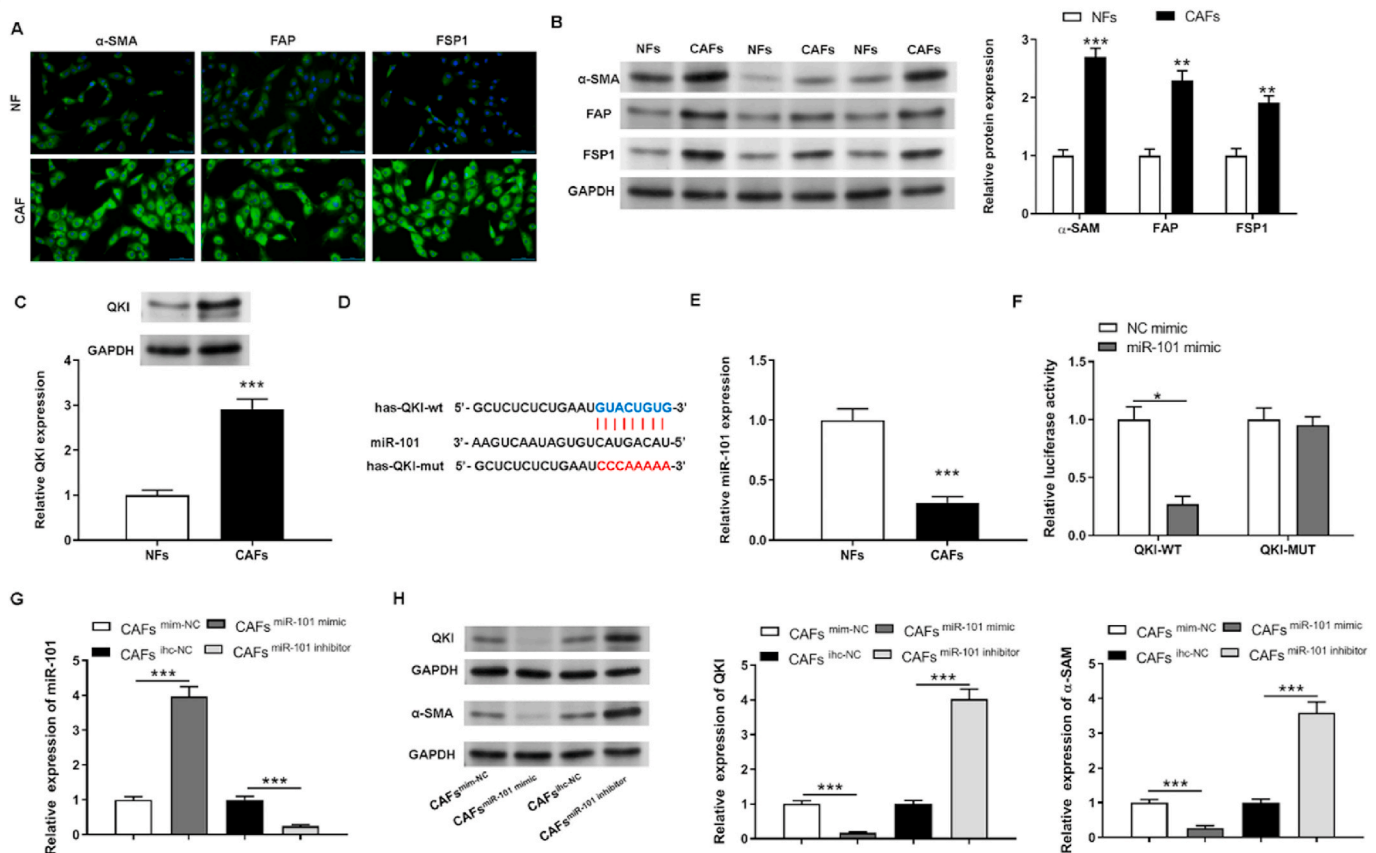 A
α-SMA FAP FSP1
NF
CAF
B
NFs CAFs NFs CAFs NFs CAFs
α-SMA
FAP
FSP1
GAPDH
NFs CAFs
Relative protein expression
3
2
1
0
*** ** **
α-SAM FAP FSP1
C
QKI
GAPDH
Relative QKI expression
4
3
2
1
0
***
NFs CAFs
D
has-QKI-wt 5'- GCUCUCUCUGAAUGUACUGUG-3'
miR-101 3'- AAGUCAAUAGUGUCAUGACAU-5'
has-QKI-mut 5'- GCUCUCUCUGAAUCCCAAAAA-3'
E
Relative miR-101 expression
1.5
1.0
0.5
0.0
***
NFs CAFs
F
NC mimic
miR-101 mimic
Relative luciferase activity
1.5
1.0
0.5
0.0
*
QKI-WT QKI-MUT
G
CAFs mim-NC CAFs miR-101 mimic
CAFs ihc-NC CAFs miR-101 inhibitor
Relative expression of miR-101
6
4
2
0
***
***
H
QKI
GAPDH
α-SMA
GAPDH
CAFs mim-NC CAFs miR-101 mimic CAFs ihc-NC CAFs miR-101 inhibitor
CAFs mim-NC CAFs miR-101 mimic
CAFs ihc-NC CAFs miR-101 inhibitor
Relative expression of QKI
6
4
2
0
***
***
CAFs mim-NC CAFs miR-101 mimic
CAFs ihc-NC CAFs miR-101 inhibitor
Relative expression of α-SAM
6
4
2
0
***
***